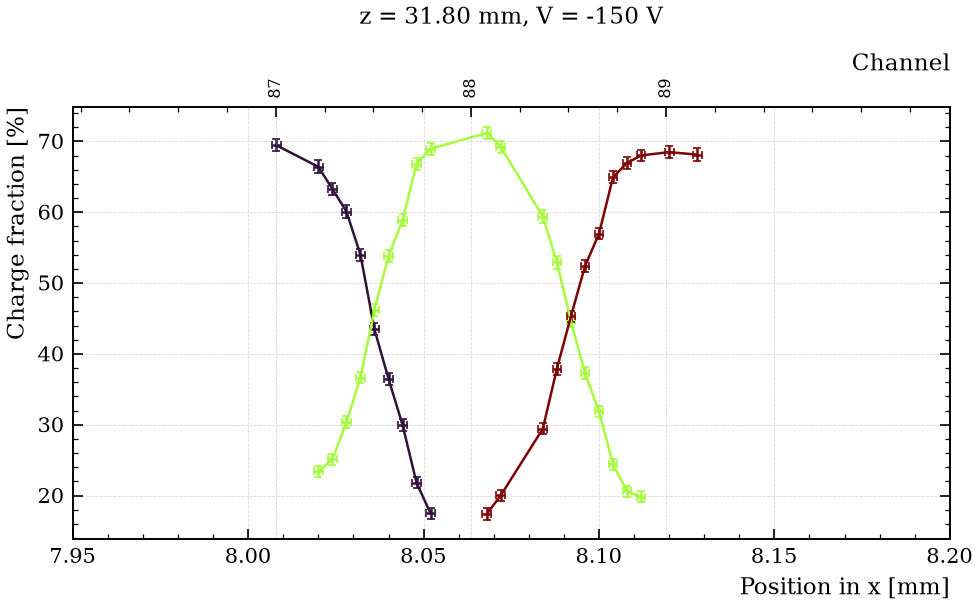 z = 31.80 mm, V = -150 V
Channel
87 88 89
Charge fraction [%]
70
60
50
40
30
20
7.95 8.00 8.05 8.10 8.15 8.20
Position in x [mm]